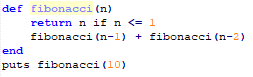 def fibonacci(n)
    return n if n <= 1
    fibonacci(n-1) + fibonacci(n-2)
end
puts fibonacci(10)